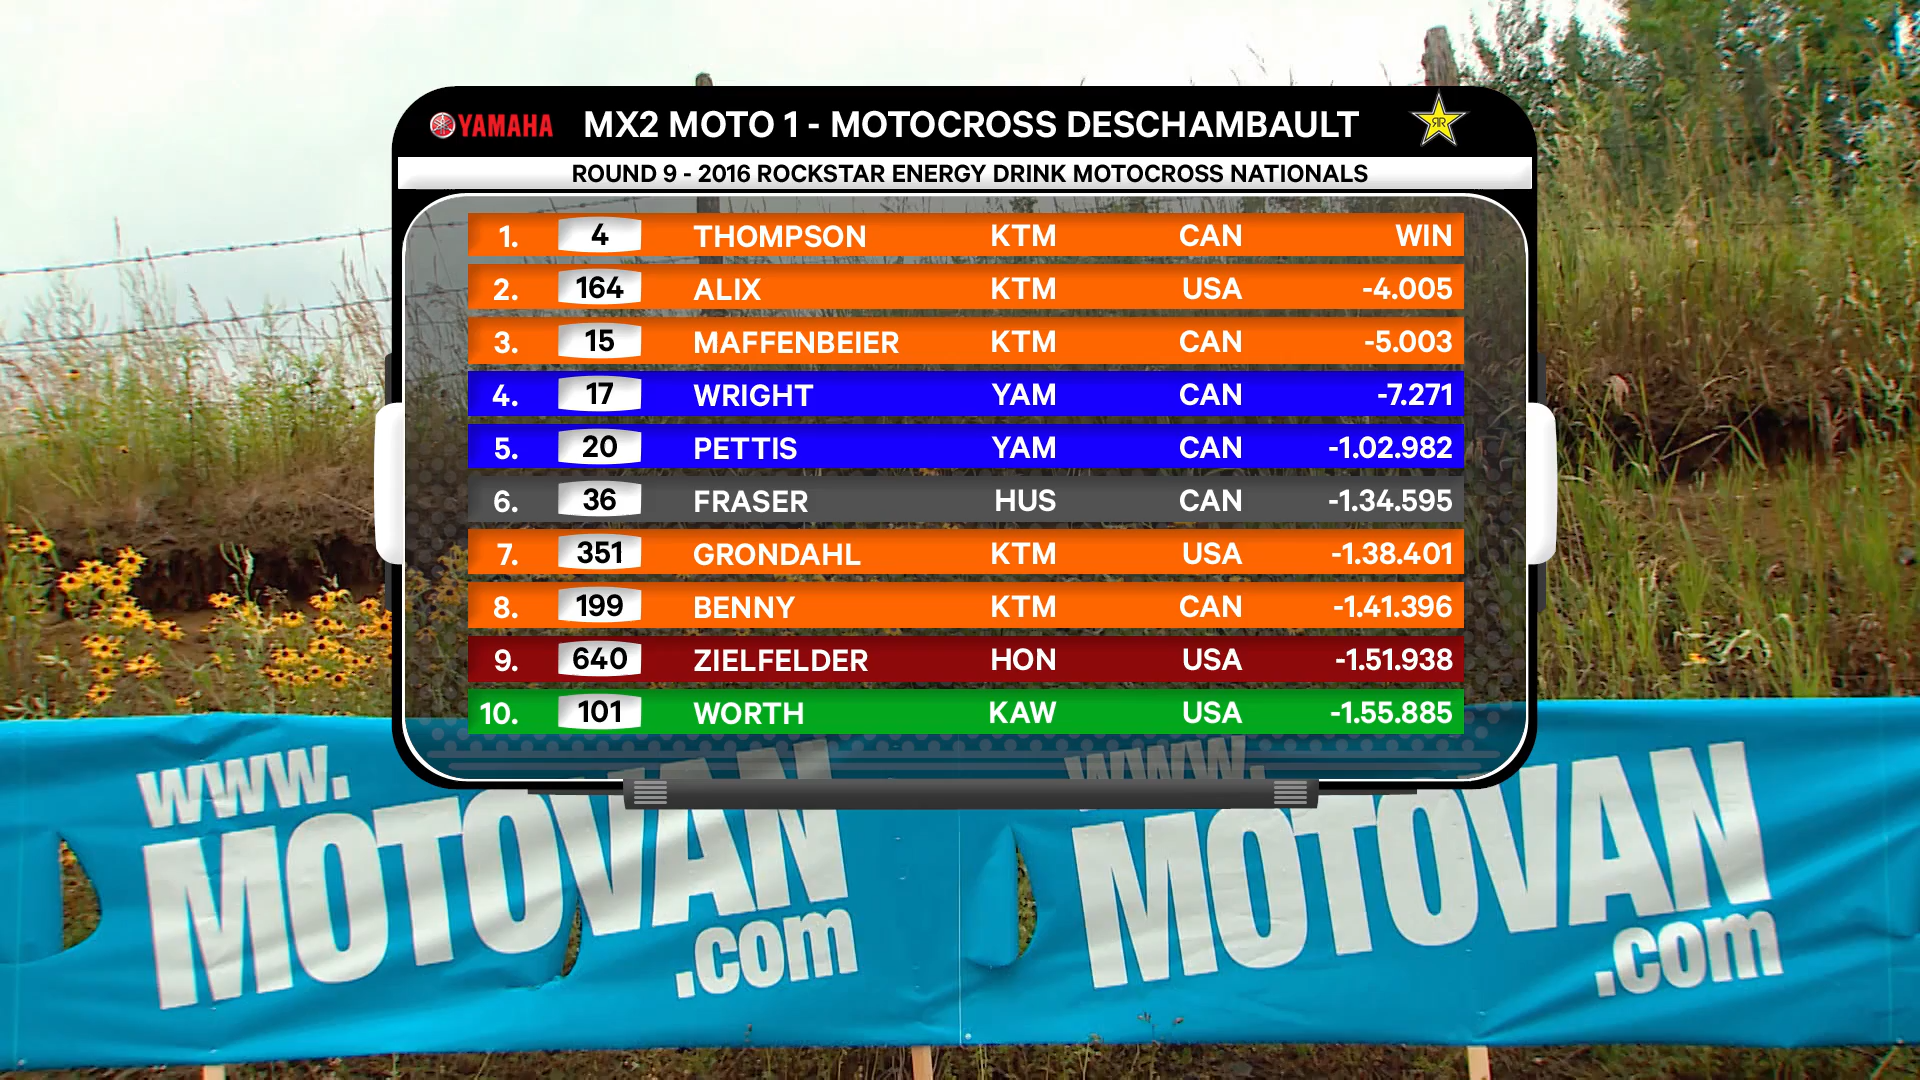 YAMAHA MX2 MOTO 1 - MOTOCROSS DESCHAMBAULT
ROUND 9 - 2016 ROCKSTAR ENERGY DRINK MOTOCROSS NATIONALS
1. 4 THOMPSON KTM CAN WIN
2. 164 ALIX KTM USA -4.005
3. 15 MAFFENBEIER KTM CAN -5.003
4. 17 WRIGHT YAM CAN -7.271
5. 20 PETTIS YAM CAN -1.02.982
6. 36 FRASER HUS CAN -1.34.595
7. 351 GRONDAHL KTM USA -1.38.401
8. 199 BENNY KTM CAN -1.41.396
9. 640 ZIELFELDER HON USA -1.51.938
10. 101 WORTH KAW USA -1.55.885
www.
MOTOVAN
.com
www.
MOTOVAN
.com